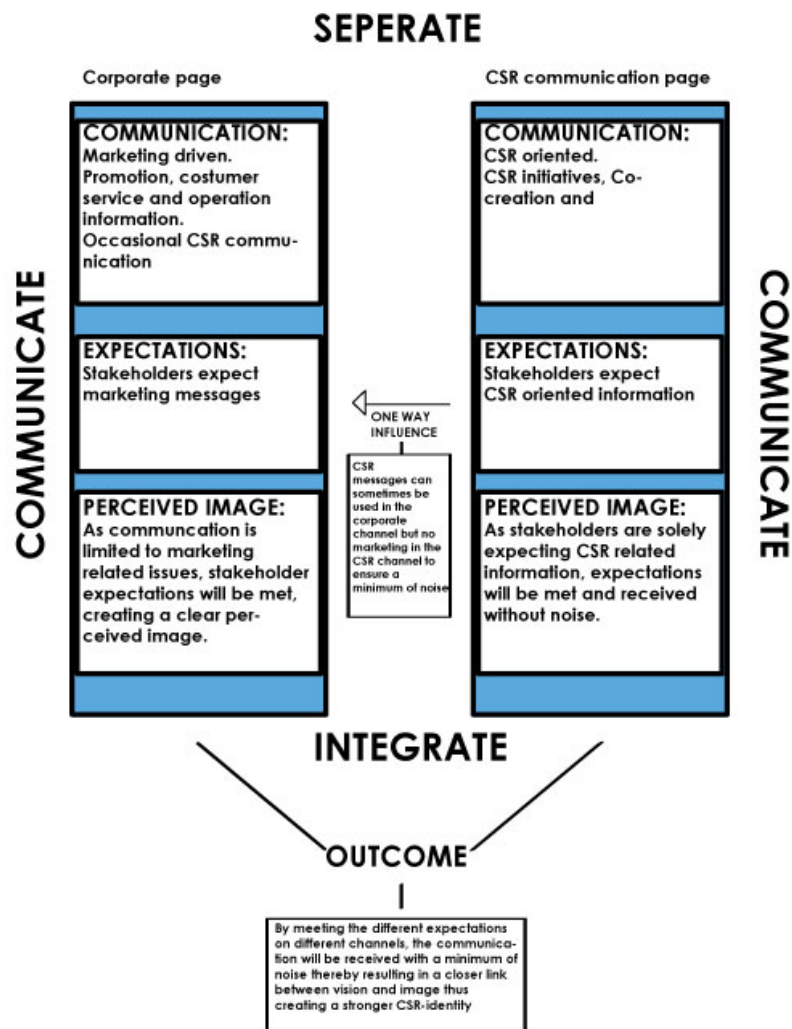 SEPERATE
Corporate page
COMMUNICATION:
Marketing driven.
Promotion, costumer
service and operation
information.
Occasional CSR commu-
nication
EXPECTATIONS:
Stakeholders expect
marketing messages
PERCEIVED IMAGE:
As communcation is
limited to marketing
related issues, stakeholder
expectations will be met,
creating a clear per-
ceived image.
CSR communication page
COMMUNICATION:
CSR oriented.
CSR initiatives, Co-
creation and
EXPECTATIONS:
Stakeholders expect
CSR oriented information
PERCEIVED IMAGE:
As stakeholders are solely
expecting CSR related
information, expectations
will be met and received
without noise.
COMMUNICATE
COMMUNICATE
ONE WAY
INFLUENCE
CSR
messages can
sometimes be
used in the
corporate
channel but no
marketing in the
CSR channel to
ensure a
minimum of noise
INTEGRATE
OUTCOME
By meeting the different expectations
on different channels, the communica-
tion will be received with a minimum of
noise thereby resulting in a closer link
between vision and image thus
creating a stronger CSR-identity